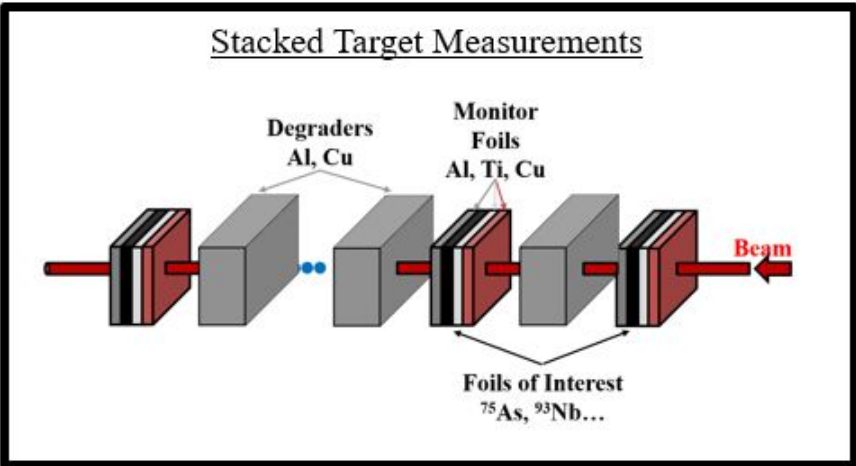 Stacked Target Measurements
Degraders
Al, Cu
Monitor
Foils
Al, Ti, Cu
Beam
Foils of Interest
⁷⁵As, ⁹³Nb...